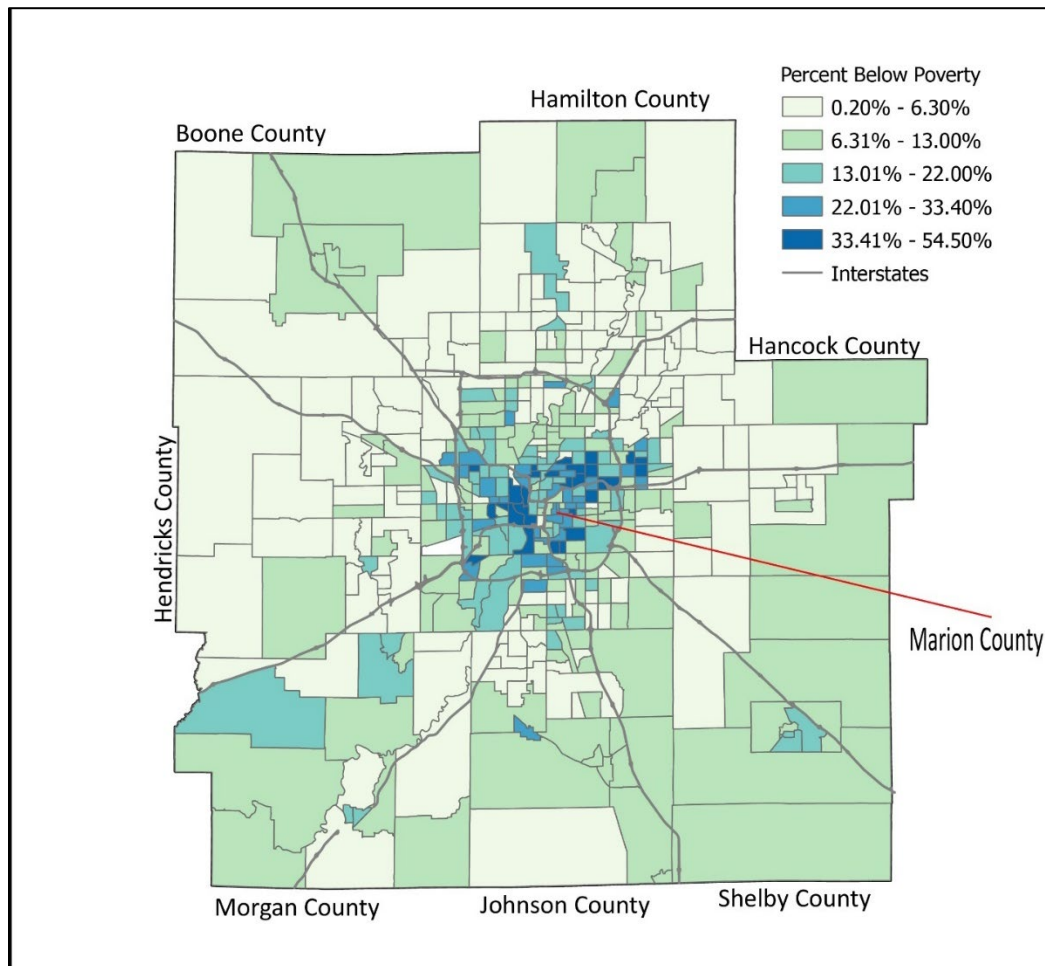 Percent Below Poverty
0.20% - 6.30%
6.31% - 13.00%
13.01% - 22.00%
22.01% - 33.40%
33.41% - 54.50%
Interstates
Hamilton County
Boone County
Hancock County
Hendricks County
Marion County
Morgan County
Johnson County
Shelby County